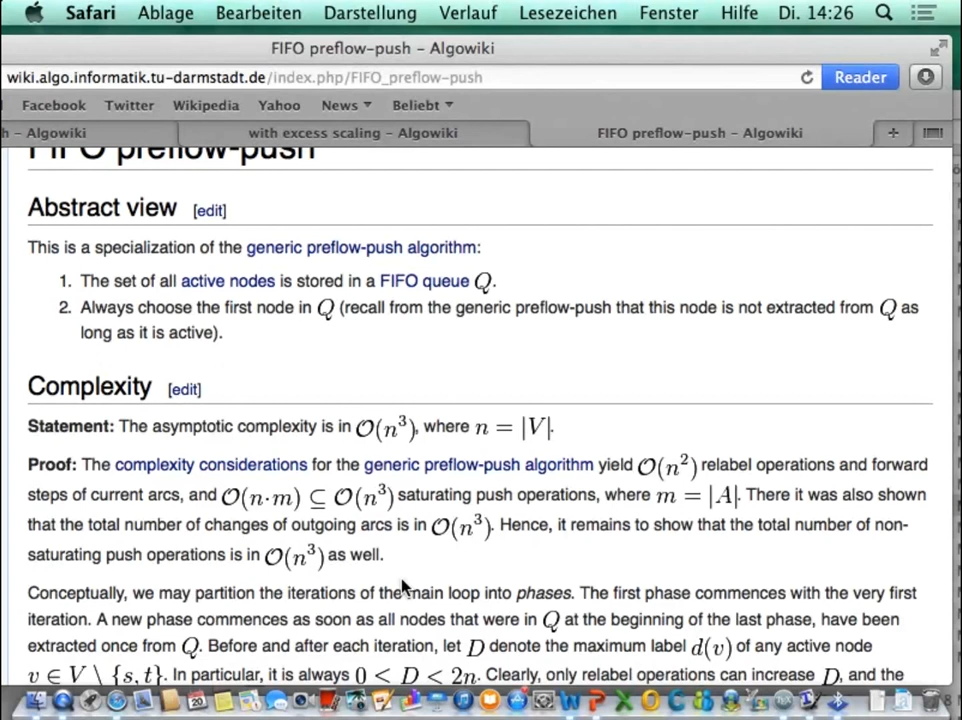 Safari Ablage Bearbeiten Darstellung Verlauf Lesezeichen Fenster Hilfe Di. 14:26
FIFO preflow-push – Algowiki
wiki.algo.informatik.tu-darmstadt.de/index.php/FIFO_preflow-push Reader
Facebook Twitter Wikipedia Yahoo News ▾ Beliebt ▾
h – Algowiki with excess scaling – Algowiki FIFO preflow-push – Algowiki +
FIFO preflow-push
Abstract view [edit]
This is a specialization of the generic preflow-push algorithm:
1. The set of all active nodes is stored in a FIFO queue Q.
2. Always choose the first node in Q (recall from the generic preflow-push that this node is not extracted from Q as
long as it is active).
Complexity [edit]
Statement: The asymptotic complexity is in O(n³), where n = |V|.
Proof: The complexity considerations for the generic preflow-push algorithm yield O(n²) relabel operations and forward
steps of current arcs, and O(n·m) ⊆ O(n³) saturating push operations, where m = |A|. There it was also shown
that the total number of changes of outgoing arcs is in O(n³). Hence, it remains to show that the total number of non-
saturating push operations is in O(n³) as well.
Conceptually, we may partition the iterations of the main loop into phases. The first phase commences with the very first
iteration. A new phase commences as soon as all nodes that were in Q at the beginning of the last phase, have been
extracted once from Q. Before and after each iteration, let D denote the maximum label d(v) of any active node
v ∈ V \ {s, t}. In particular, it is always 0 < D < 2n. Clearly, only relabel operations can increase D, and the